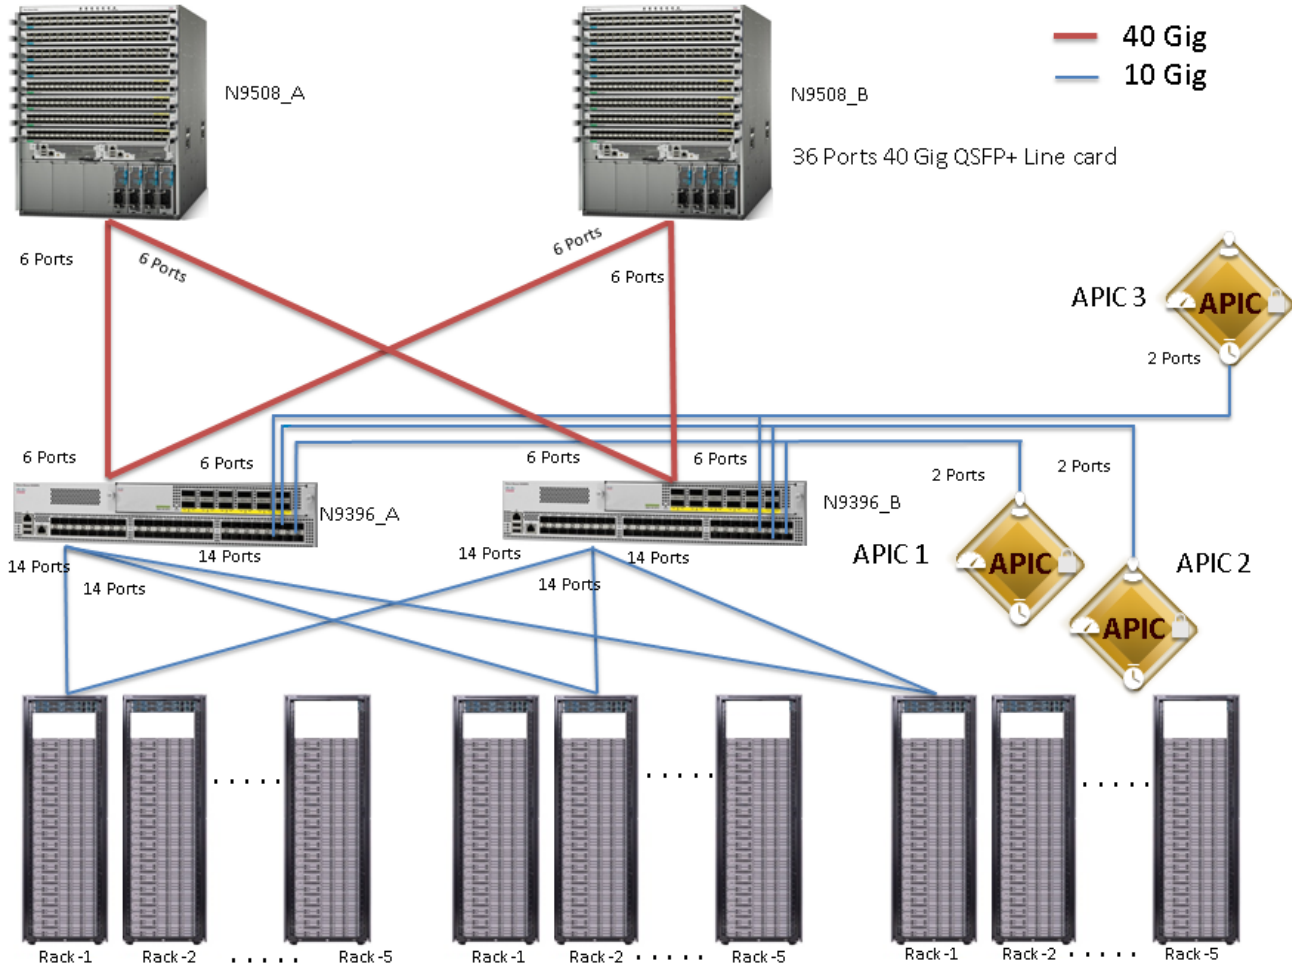 40 Gig
10 Gig
N9508_A
N9508_B
36 Ports 40 Gig QSFP+ Line card
6 Ports
6 Ports
6 Ports
6 Ports
APIC 3
APIC
2 Ports
6 Ports
6 Ports
6 Ports
6 Ports
2 Ports
2 Ports
N9396_A
N9396_B
14 Ports
14 Ports
14 Ports
14 Ports
14 Ports
14 Ports
APIC 1
APIC
APIC 2
APIC
Rack-1
Rack-2
. . . . .
Rack-5
Rack-1
Rack-2
. . . . .
Rack-5
Rack-1
Rack-2
. . . . .
Rack-5